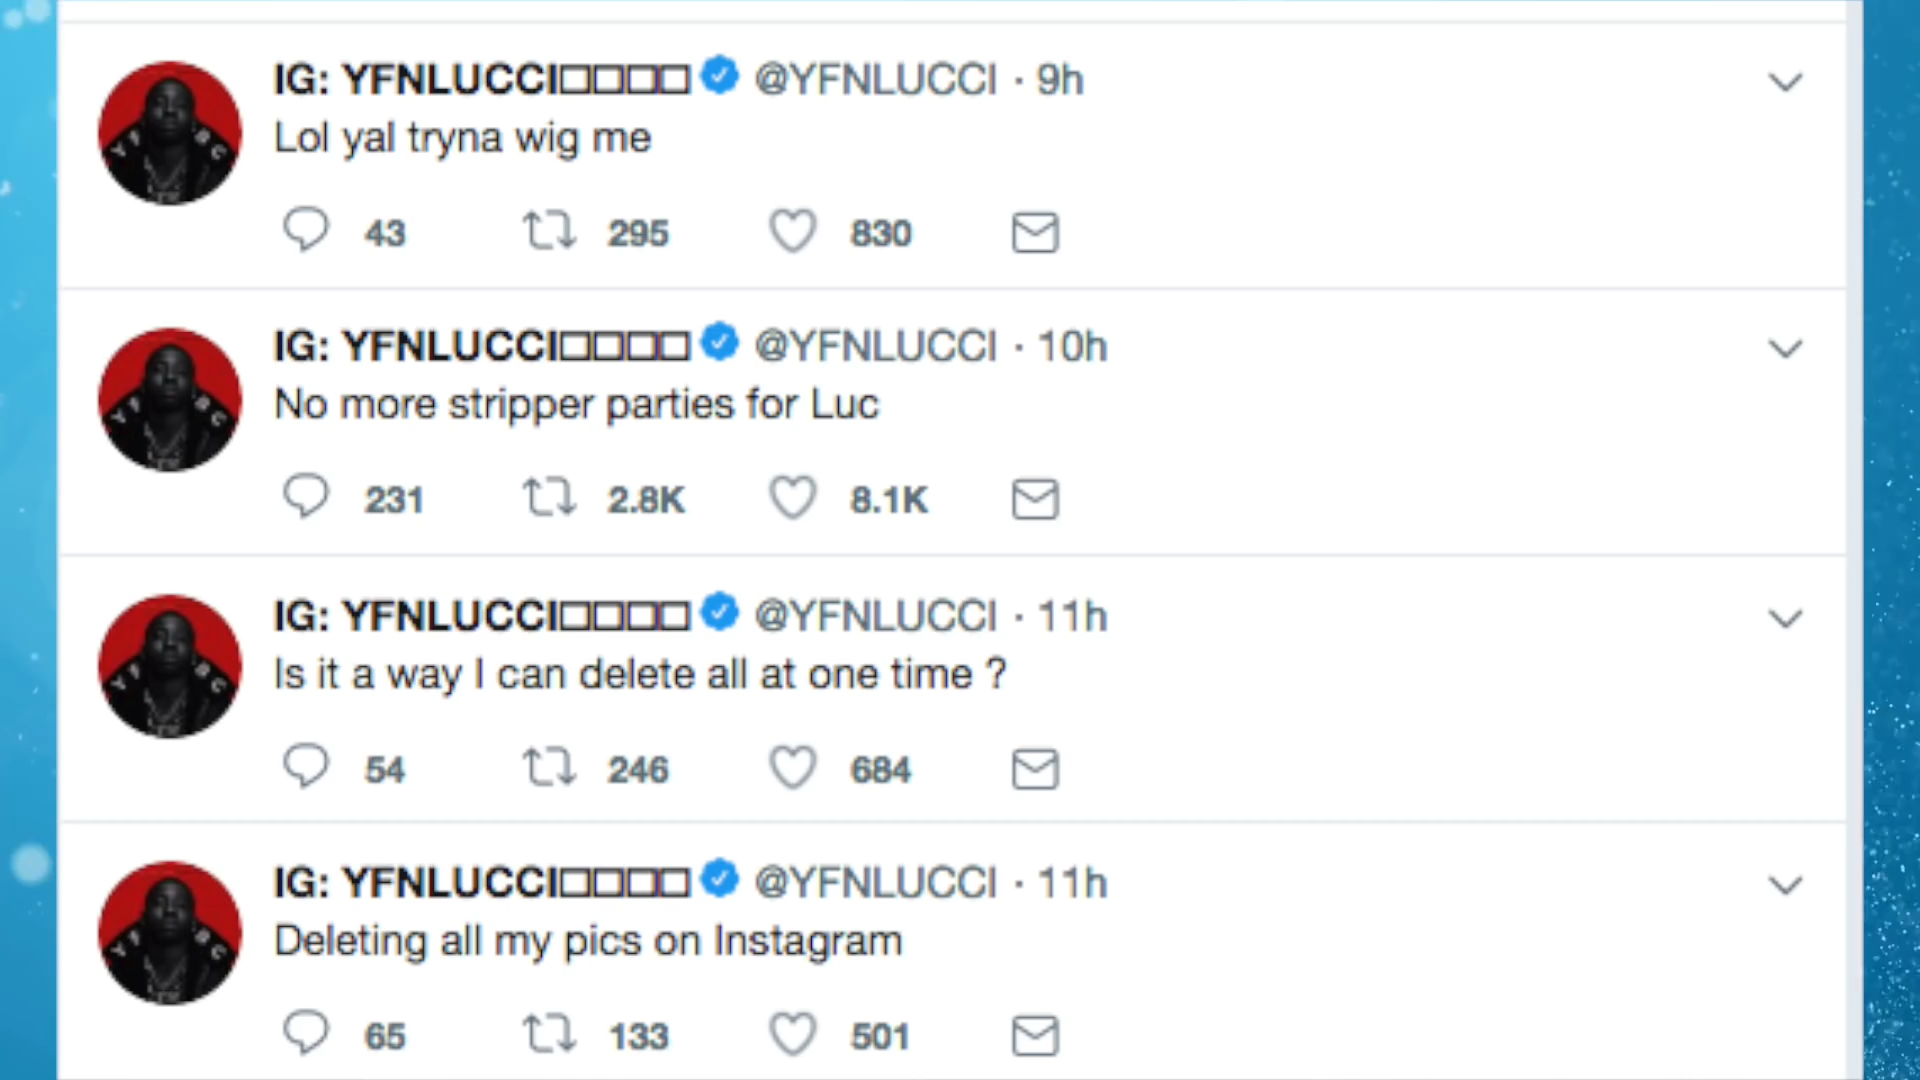 IG: YFNLUCCI□□□□ @YFNLUCCI · 9h
Lol yal tryna wig me
43 295 830
IG: YFNLUCCI□□□□ @YFNLUCCI · 10h
No more stripper parties for Luc
231 2.8K 8.1K
IG: YFNLUCCI□□□□ @YFNLUCCI · 11h
Is it a way I can delete all at one time ?
54 246 684
IG: YFNLUCCI□□□□ @YFNLUCCI · 11h
Deleting all my pics on Instagram
65 133 501